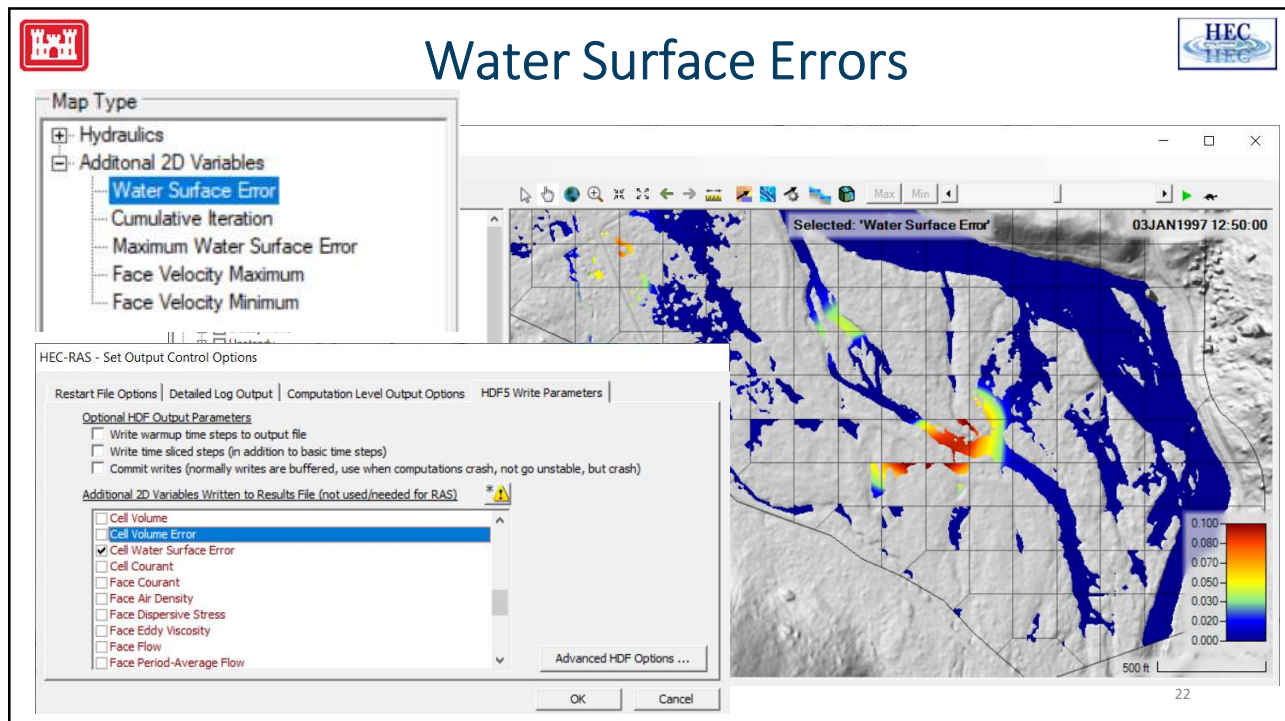 Water Surface Errors
HEC
HEC
Map Type
Hydraulics
Additonal 2D Variables
Water Surface Error
Cumulative Iteration
Maximum Water Surface Error
Face Velocity Maximum
Face Velocity Minimum
Max
Min
Selected: 'Water Surface Error'
03JAN1997 12:50:00
HEC-RAS - Set Output Control Options
Restart File Options Detailed Log Output Computation Level Output Options HDF5 Write Parameters
Optional HDF Output Parameters
Write warmup time steps to output file
Write time sliced steps (in addition to basic time steps)
Commit writes (normally writes are buffered, use when computations crash, not go unstable, but crash)
Additional 2D Variables Written to Results File (not used/needed for RAS)
*
Cell Volume
Cell Volume Error
Cell Water Surface Error
Cell Courant
Face Courant
Face Air Density
Face Dispersive Stress
Face Eddy Viscosity
Face Flow
Face Period-Average Flow
Advanced HDF Options ...
OK
Cancel
0.100
0.080
0.070
0.050
0.030
0.020
0.000
500 ft
22